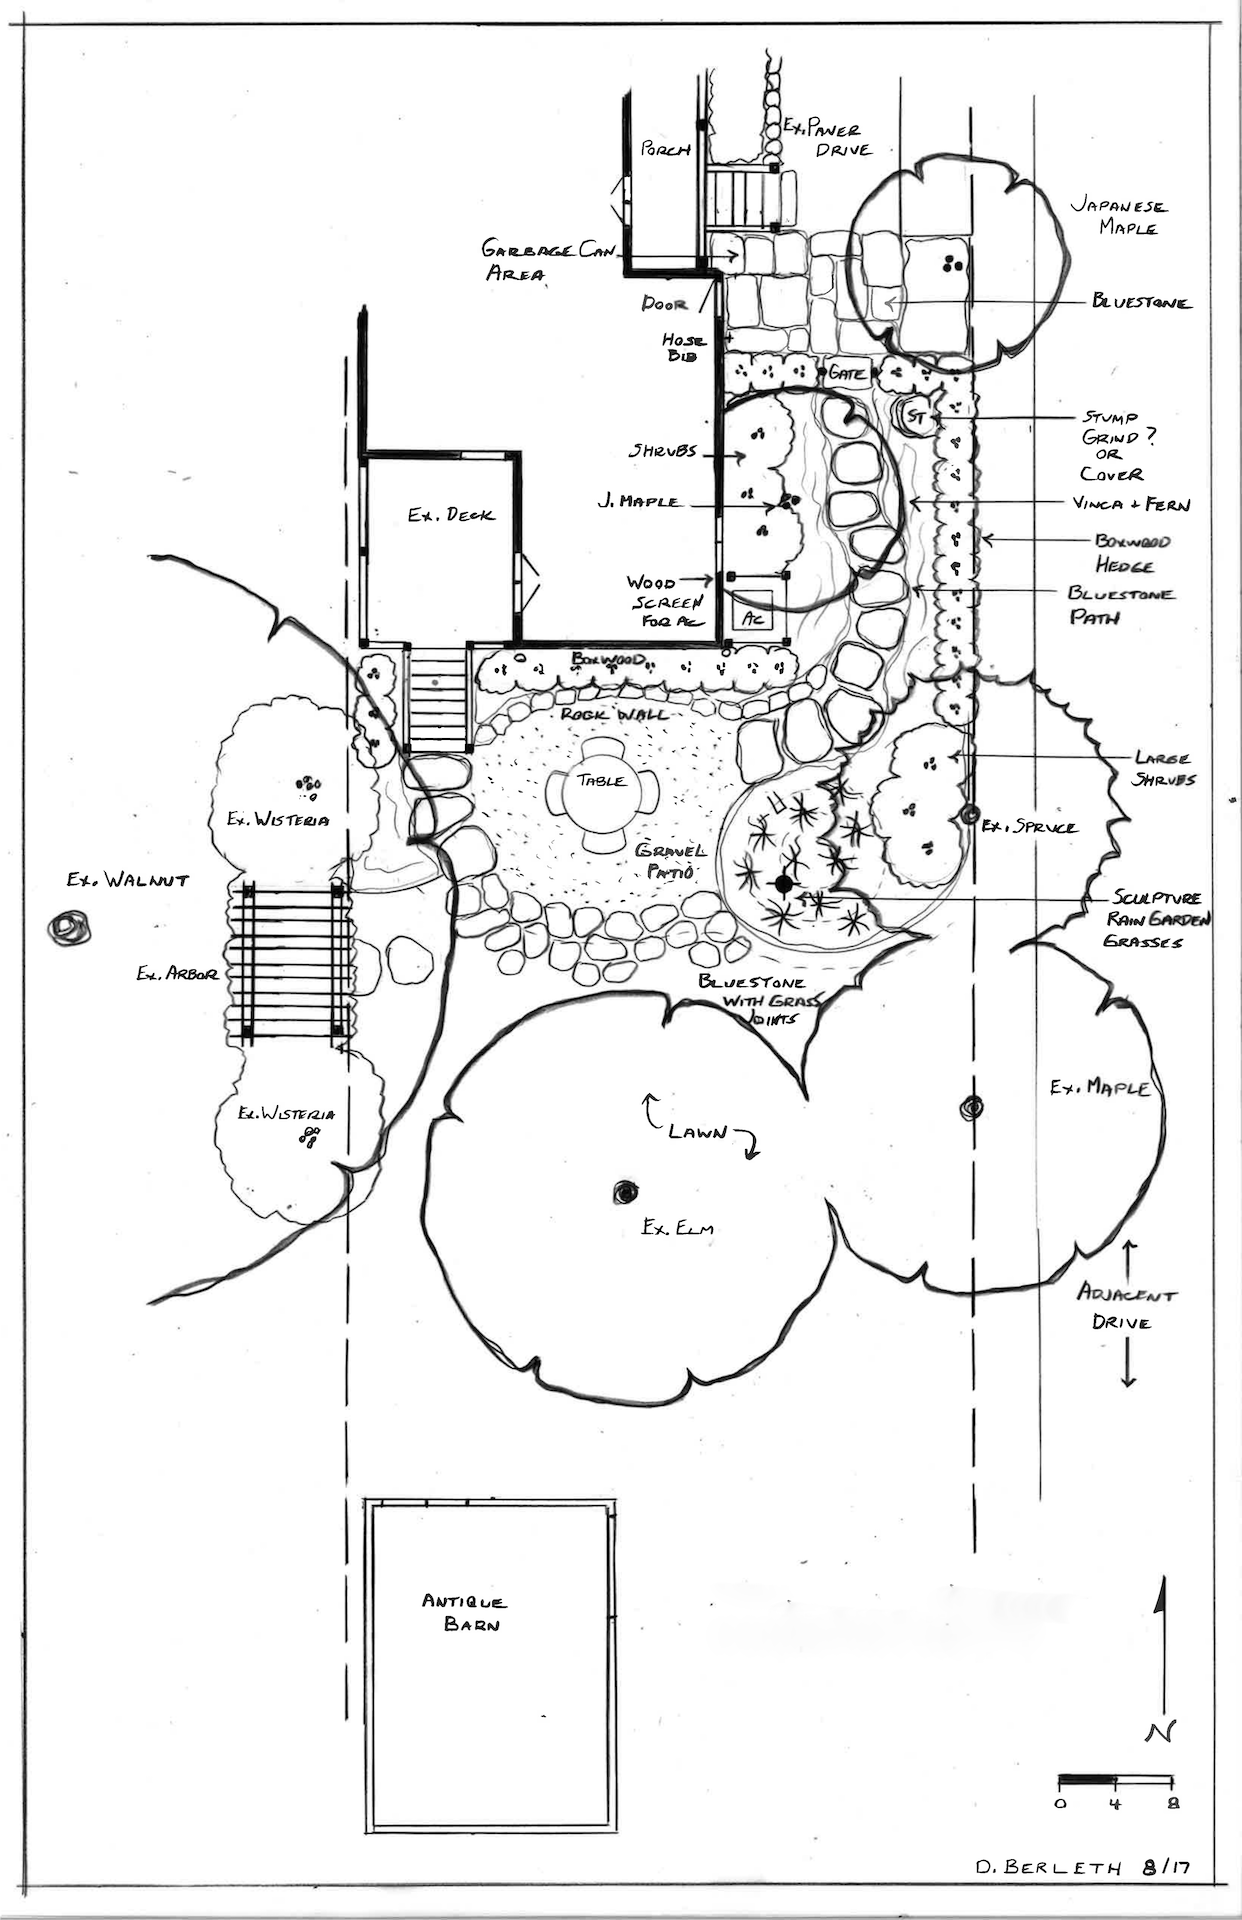 Ex. Paver
Drive
Porch
Japanese
Maple
Garbage Can
Area
Door
Bluestone
Hose
Bib
Gate
ST
Stump
Grind?
or
Cover
Shrubs
J. Maple
Vinca + Fern
Ex. Deck
Boxwood
Hedge
Wood
Screen
for AC
AC
Bluestone
Path
Boxwood
Rock Wall
Table
Large
Shrubs
Ex. Wisteria
Ex. Spruce
Gravel
Patio
Ex. Walnut
Sculpture
Rain Garden
Grasses
Ex. Arbor
Bluestone
with Grass
Joints
Ex. Maple
Ex. Wisteria
Lawn
Ex. Elm
Adjacent
Drive
Antique
Barn
N
0 4 8
D. Berleth 8/17